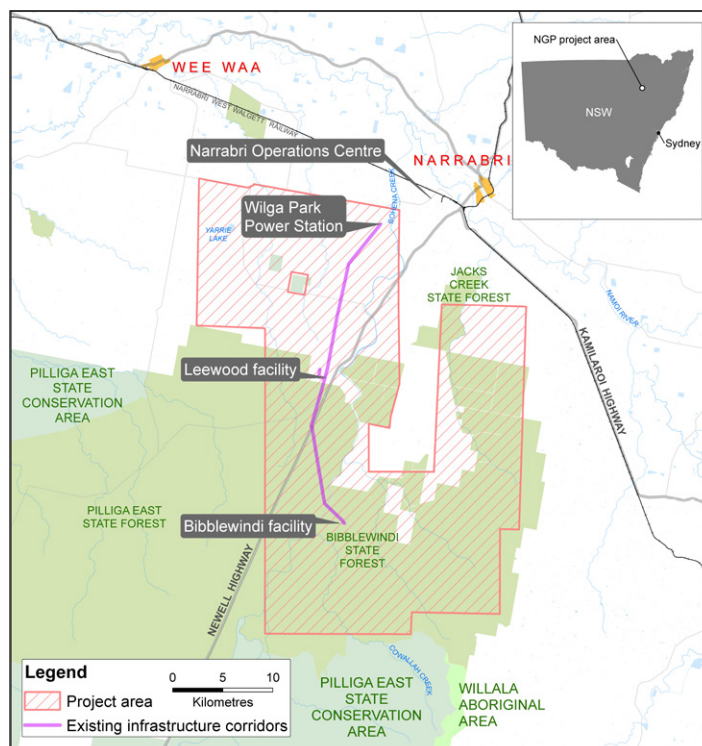 NGP project area
NSW
Sydney
WEE WAA
NARRABRI WEST WALGETT RAILWAY
Narrabri Operations Centre
NARRABRI
Wilga Park
Power Station
BOHENA CREEK
YARRIE
LAKE
JACKS
CREEK
STATE FOREST
NAMOI RIVER
KAMILAROI HIGHWAY
PILLIGA EAST
STATE
CONSERVATION
AREA
Leewood facility
PILLIGA EAST
STATE FOREST
Bibblewindi facility
BIBBLEWINDI
STATE
FOREST
NEWELL HIGHWAY
COWALLAH CREEK
PILLIGA EAST
STATE
CONSERVATION
AREA
WILLALA
ABORIGINAL
AREA
Legend
0 5 10
Kilometres
Project area
Existing infrastructure corridors